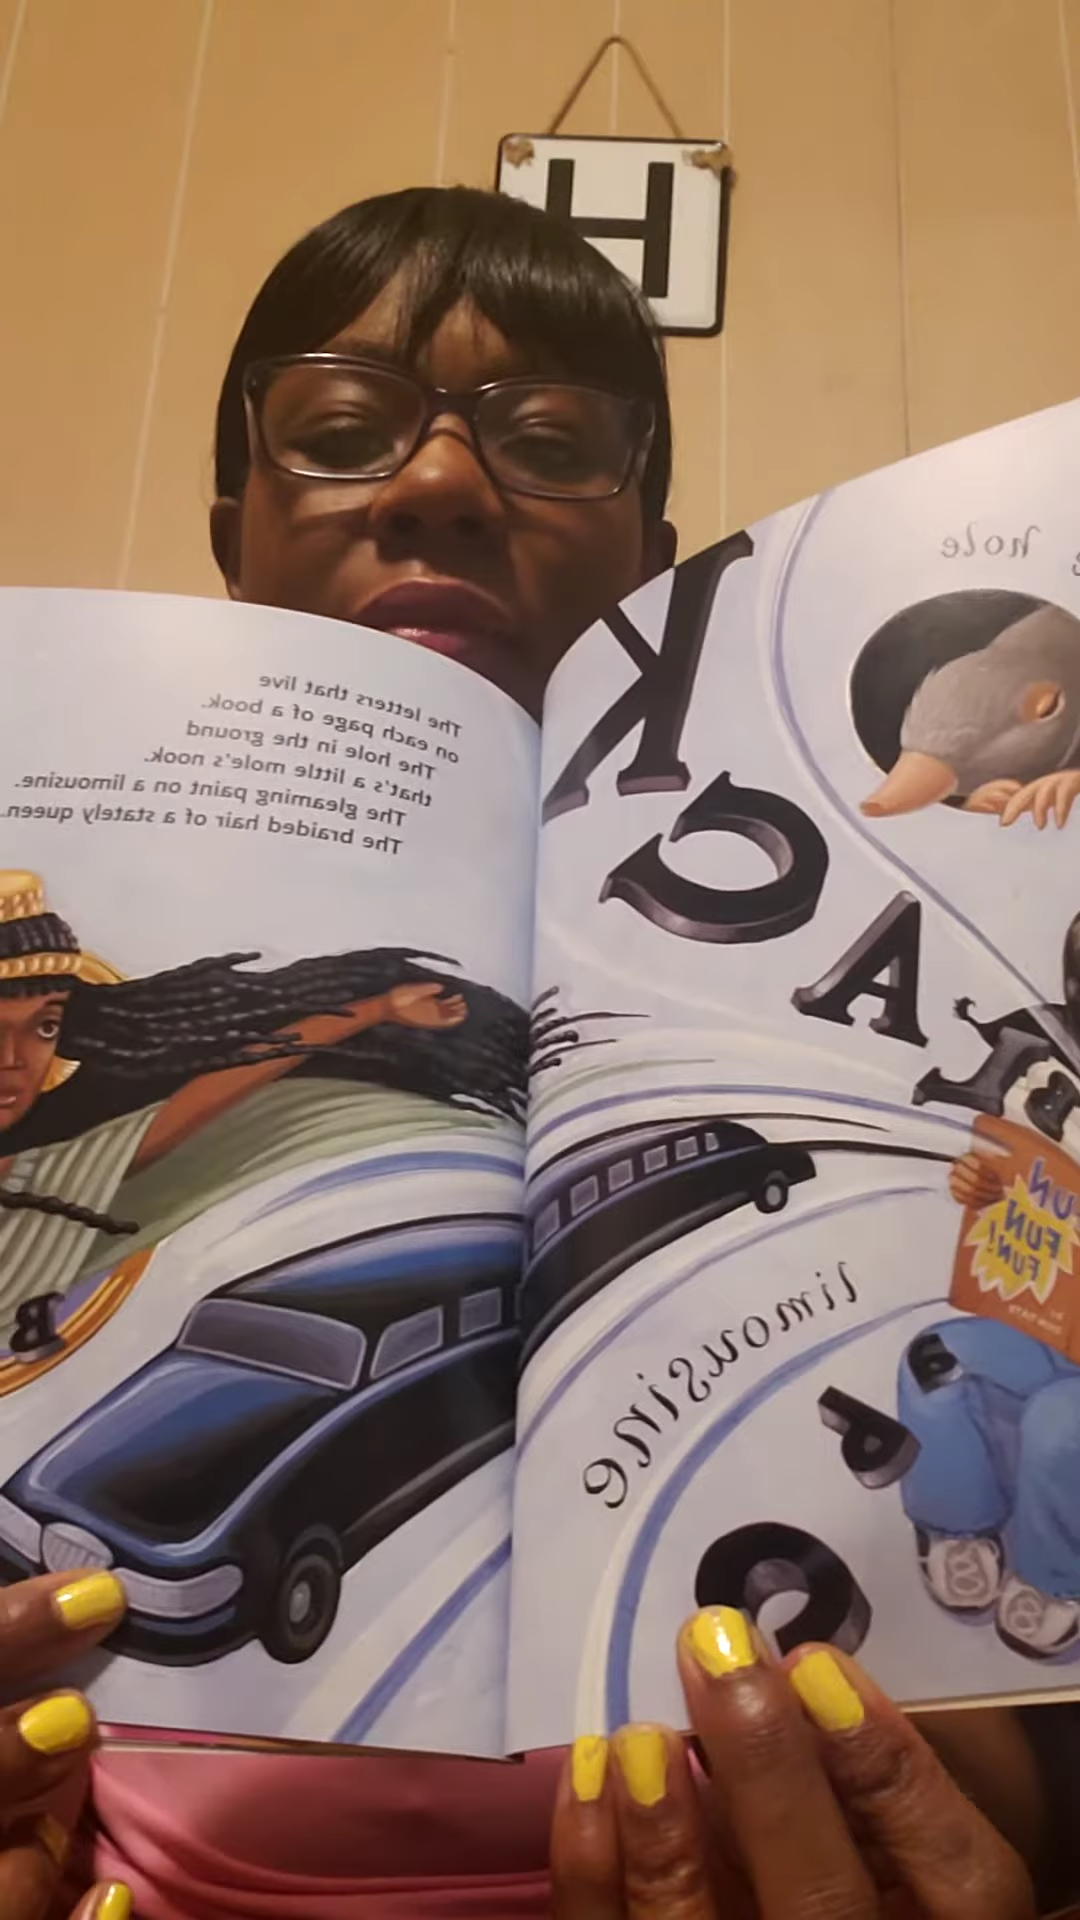 H
The letters that live
on each page of a book.
The hole in the ground
that's a little mole's nook.
The gleaming paint on a limousine.
The braided hair of a stately queen.
B
hole
K
C
A
L
B
FUN
FUN!
limousine
a
d
e